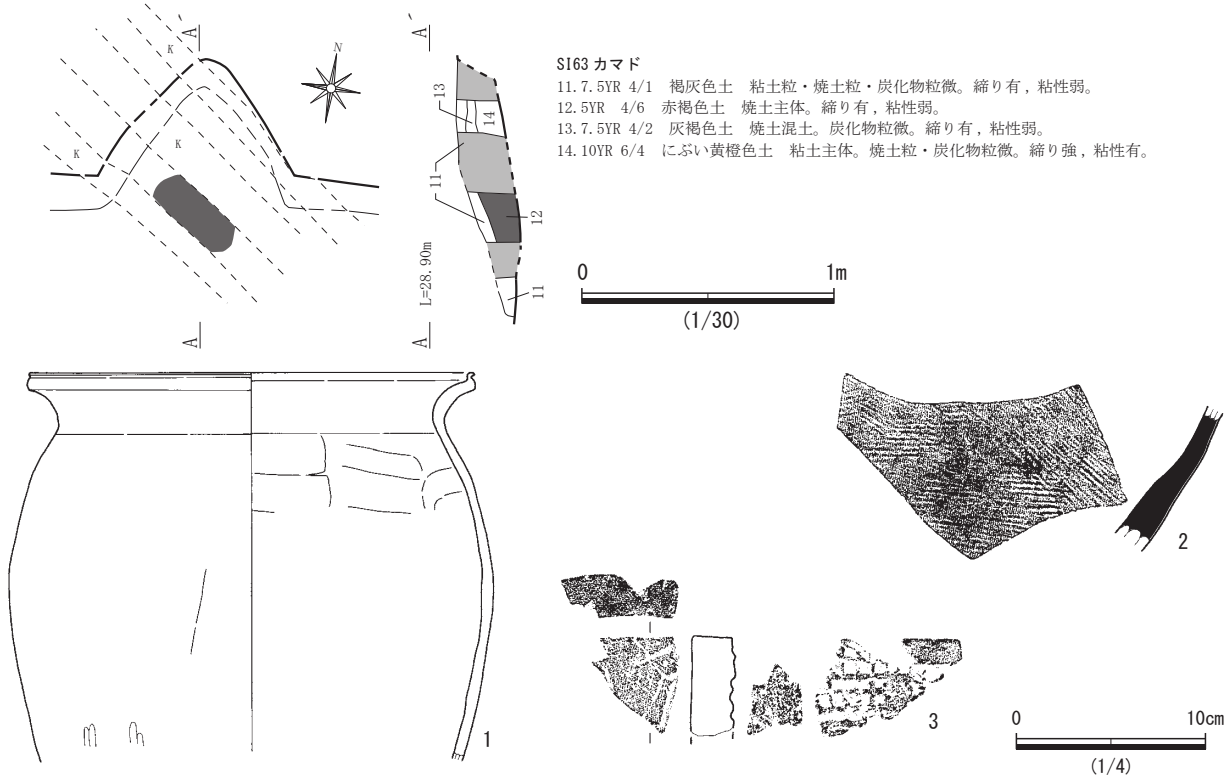 A′
A′
K
N
K
K
13
14
11
12
11
L=28.90m
A
A
SI63 カマド
11.7.5YR 4/1 褐灰色土 粘土粒・焼土粒・炭化物粒微。締り有,粘性弱。
12.5YR 4/6 赤褐色土 焼土主体。締り有,粘性弱。
13.7.5YR 4/2 灰褐色土 焼土混土。炭化物粒微。締り有,粘性弱。
14.10YR 6/4 にぶい黄橙色土 粘土主体。焼土粒・炭化物粒微。締り強,粘性有。
0 1m
(1/30)
1
2
3
0 10cm
(1/4)